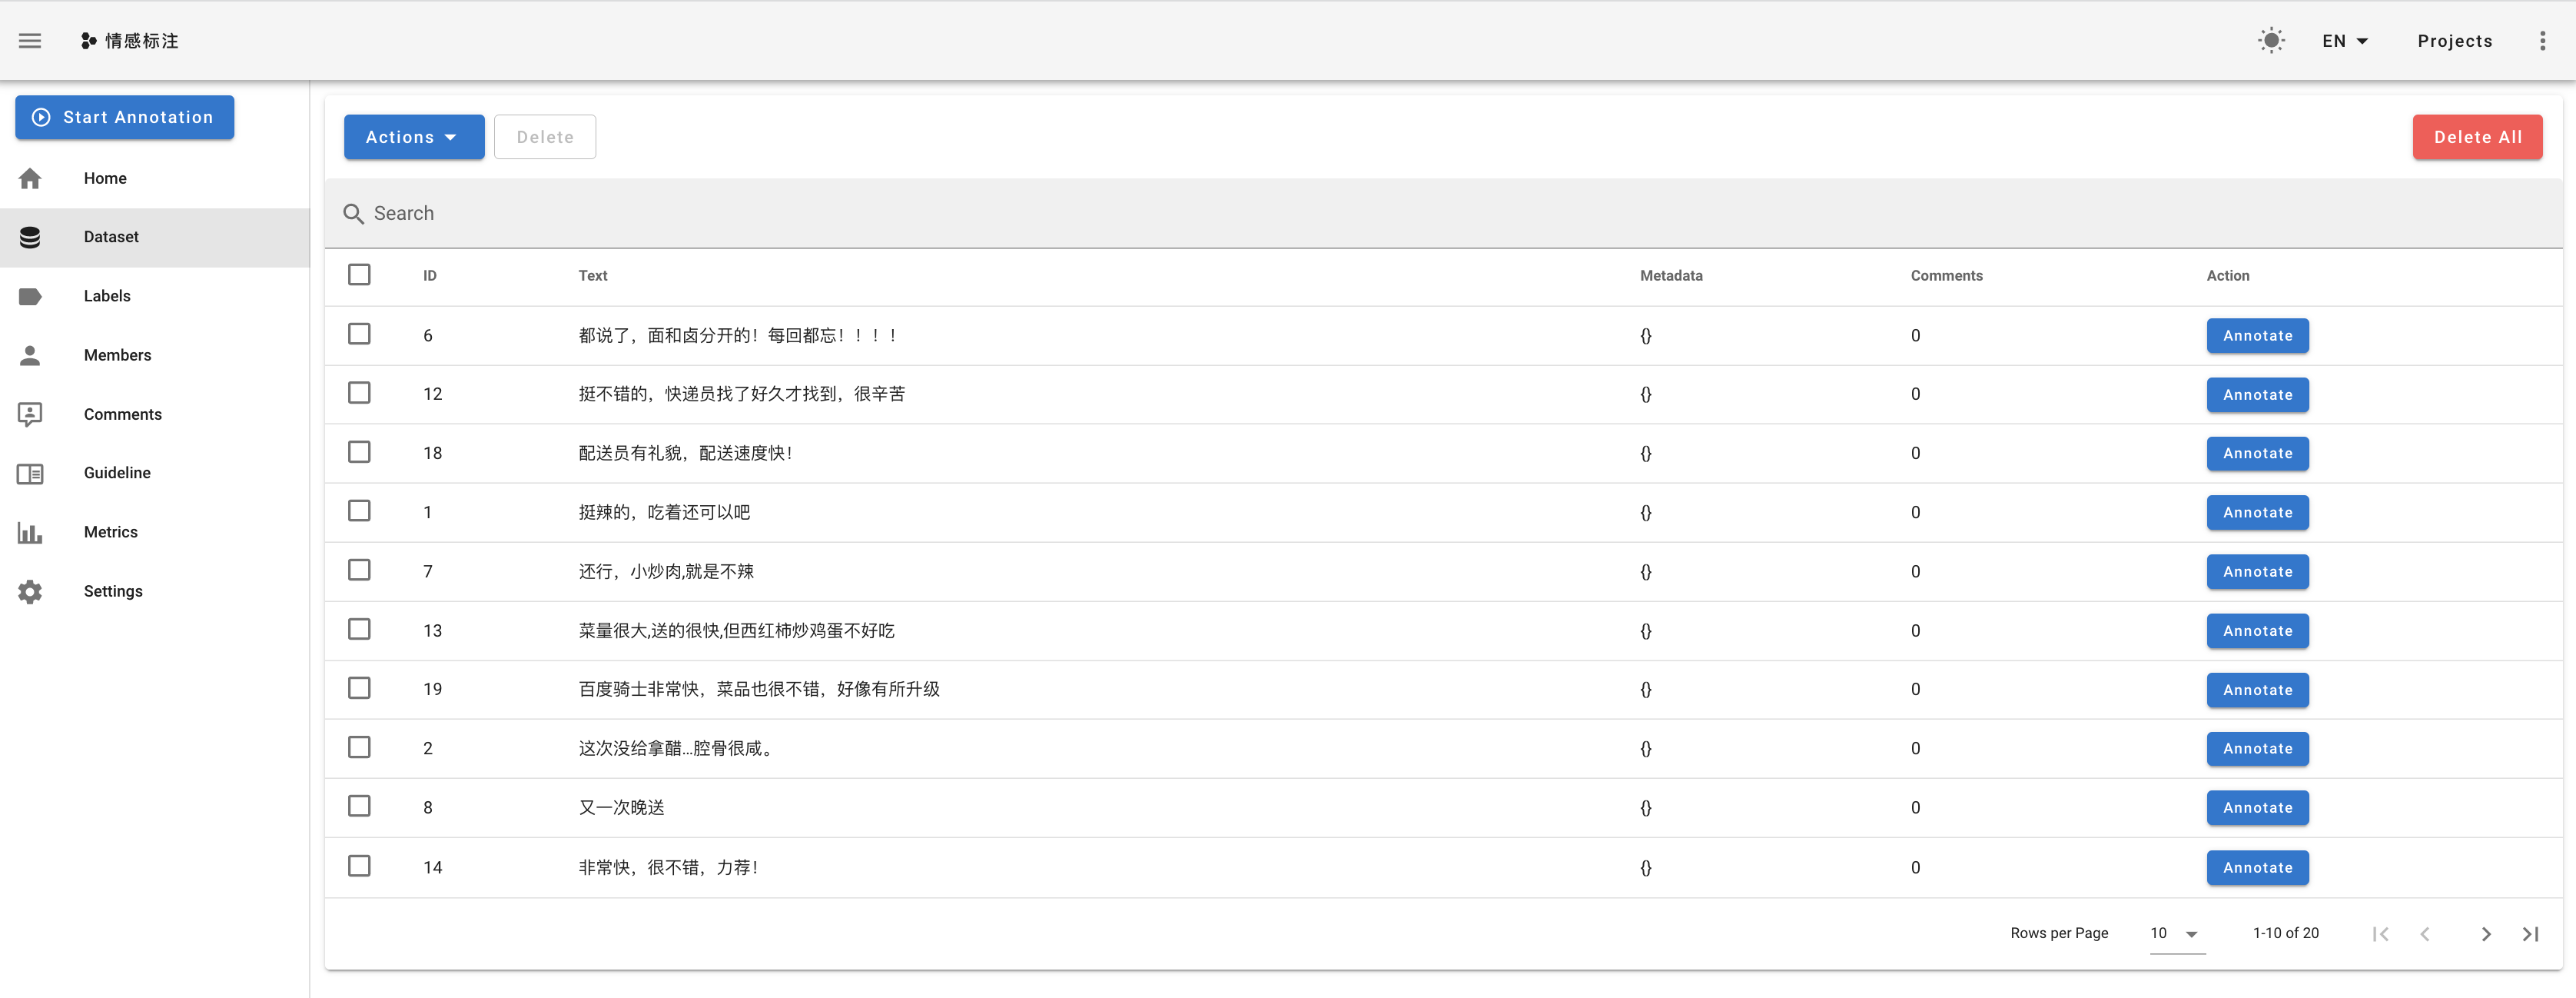 情感标注
EN
Projects
Start Annotation
Home
Dataset
Labels
Members
Comments
Guideline
Metrics
Settings
Actions
Delete
Delete All
Search
ID Text Metadata Comments Action
6 都说了，面和卤分开的！每回都忘！！！！ {} 0 Annotate
12 挺不错的，快递员找了好久才找到，很辛苦 {} 0 Annotate
18 配送员有礼貌，配送速度快！ {} 0 Annotate
1 挺辣的，吃着还可以吧 {} 0 Annotate
7 还行，小炒肉,就是不辣 {} 0 Annotate
13 菜量很大,送的很快,但西红柿炒鸡蛋不好吃 {} 0 Annotate
19 百度骑士非常快，菜品也很不错，好像有所升级 {} 0 Annotate
2 这次没给拿醋...腔骨很咸。 {} 0 Annotate
8 又一次晚送 {} 0 Annotate
14 非常快，很不错，力荐！ {} 0 Annotate
Rows per Page 10 1-10 of 20